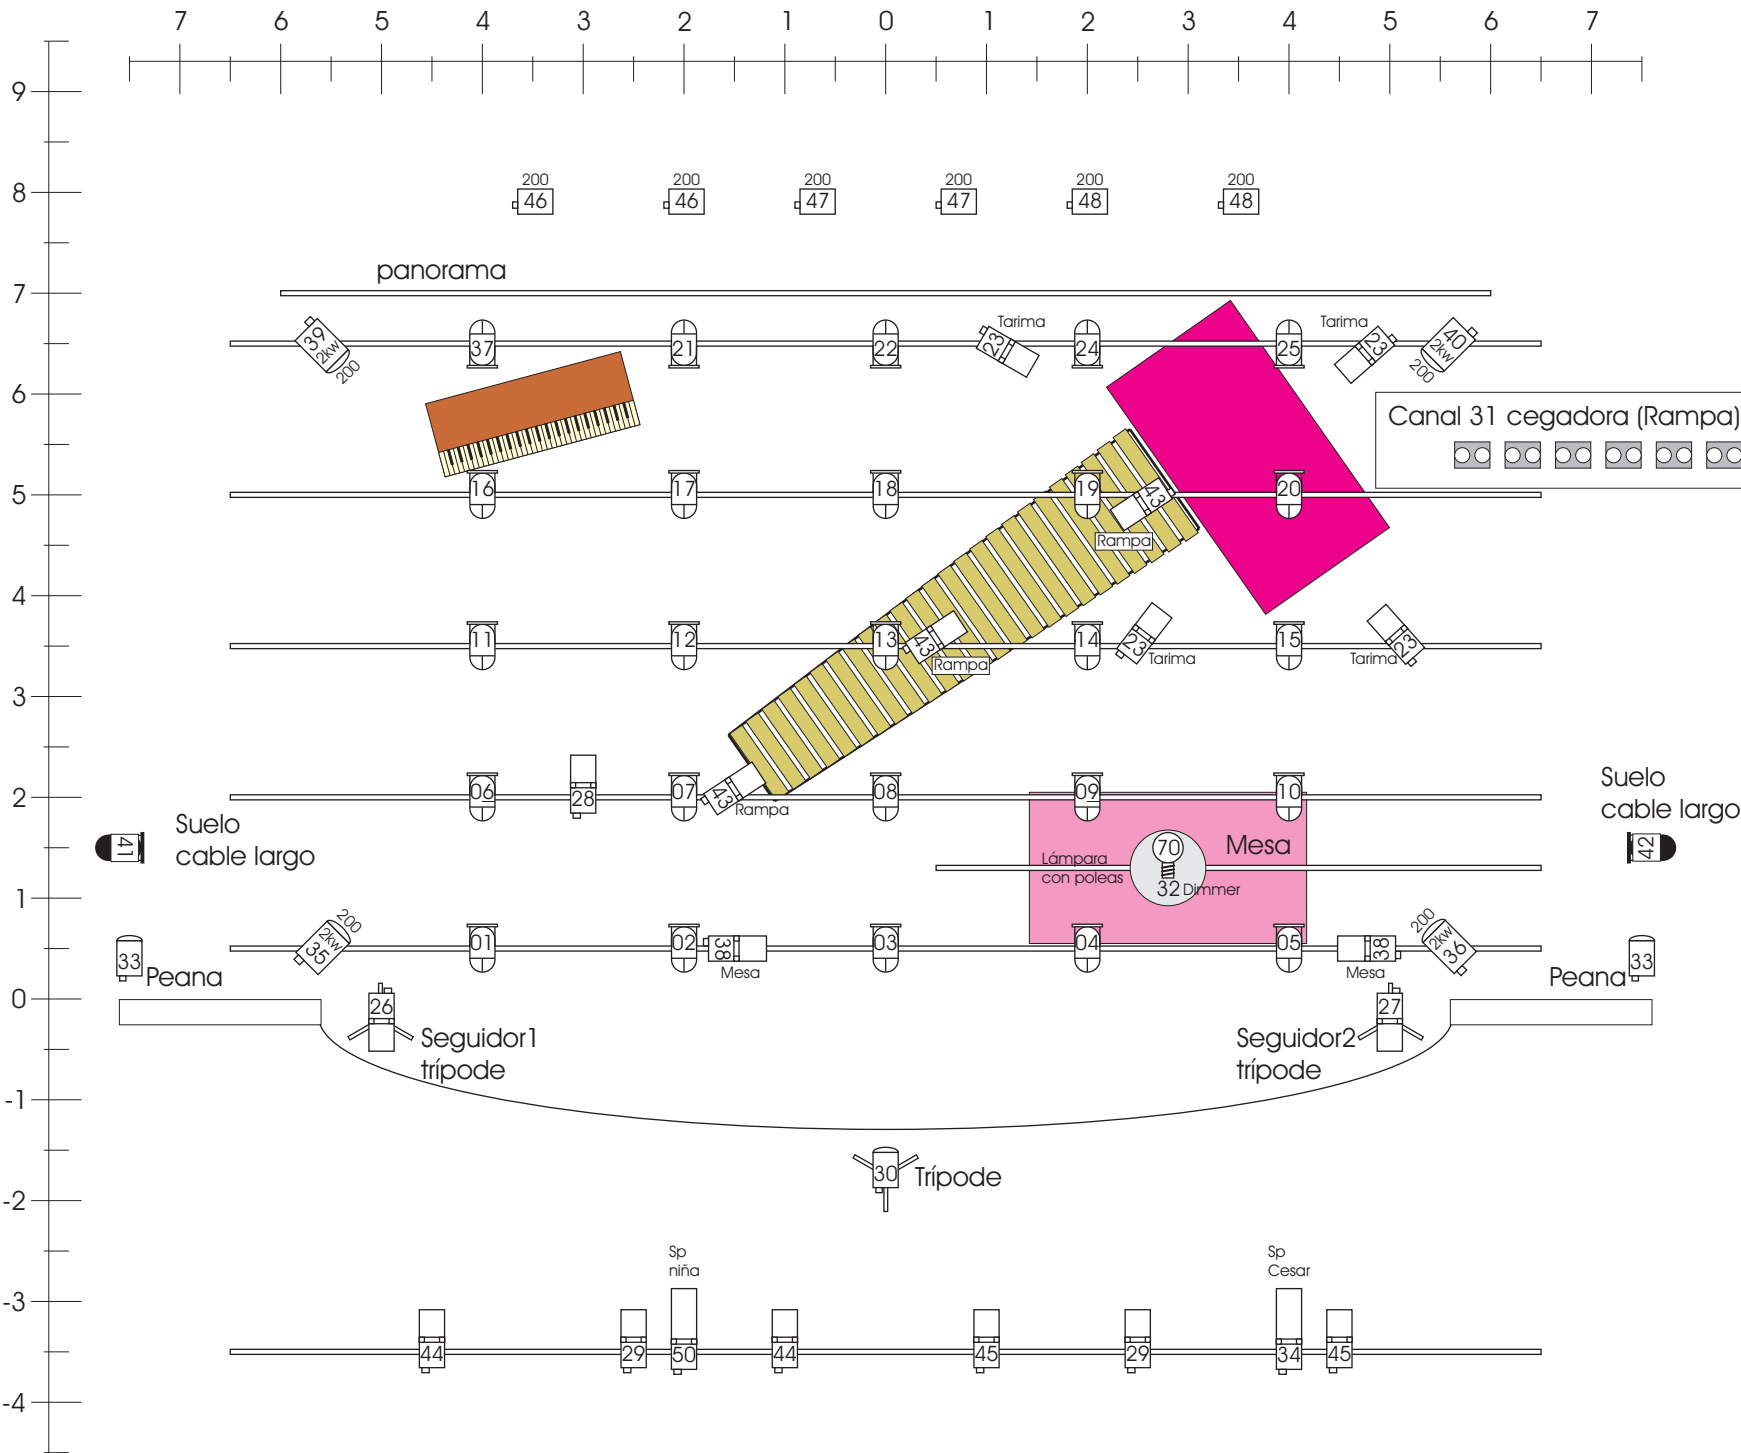 7 6 5 4 3 2 1 0 1 2 3 4 5 6 7
9
200 200 200 200 200 200
8 46 46 47 47 48 48
panorama
7
Tarima Tarima
39 2kw 200 37 21 22 23 24 25 23 40 2kw 200
6
Canal 31 cegadora (Rampa)
5 16 17 18 19 43 20
Rampa
4
11 12 13 43 14 23 15 23
Rampa Tarima Tarima
3
Suelo
cable largo
2 06 28 07 43 08 09 10
Rampa
Suelo
cable largo
41 42
Mesa
70
Lámpara
con poleas
32 Dimmer
1
200 2kw 35 01 02 38 03 04 05 38 200 2kw 36
Mesa Mesa
33 Peana Peana 33
0
26 27
Seguidor1
trípode
Seguidor2
trípode
-1
30 Trípode
-2
Sp
niña
Sp
Cesar
-3
44 29 50 44 45 29 34 45
-4